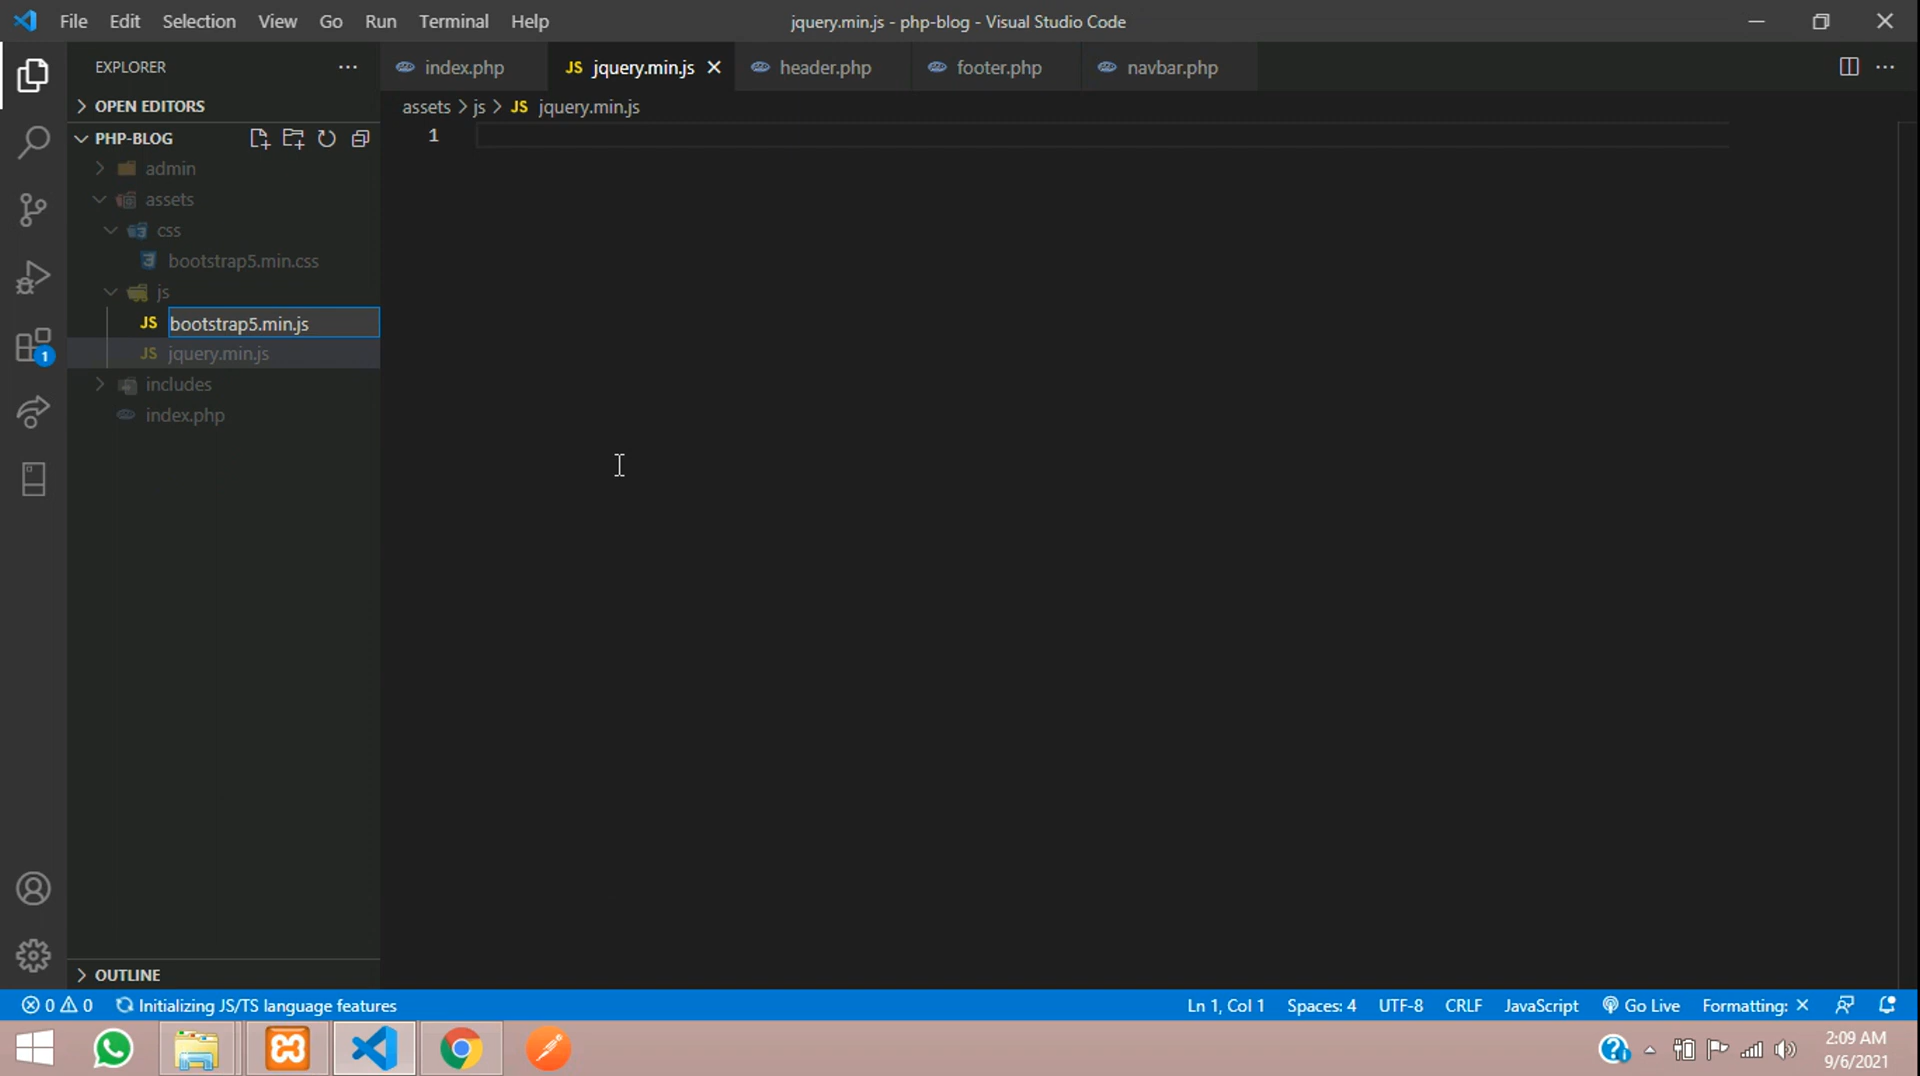 File Edit Selection View Go Run Terminal Help
jquery.min.js - php-blog - Visual Studio Code
EXPLORER
index.php
JS jquery.min.js
header.php
footer.php
navbar.php
OPEN EDITORS
assets > js > JS jquery.min.js
PHP-BLOG
1
admin
assets
css
bootstrap5.min.css
js
JS bootstrap5.min.js
JS jquery.min.js
includes
index.php
1
OUTLINE
0 0 Initializing JS/TS language features
Ln 1, Col 1 Spaces: 4 UTF-8 CRLF JavaScript Go Live Formatting: ×
2:09 AM
9/6/2021